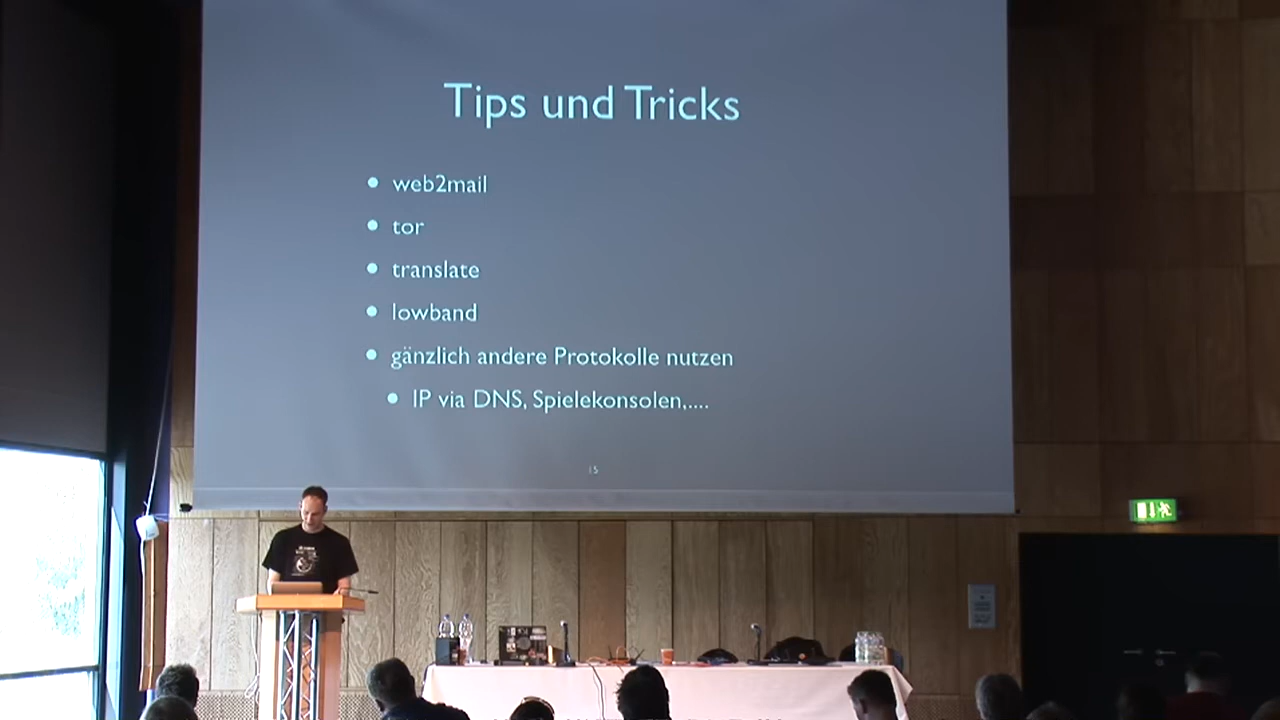 Tips und Tricks
web2mail
tor
translate
lowband
gänzlich andere Protokolle nutzen
IP via DNS, Spielekonsolen,....
15